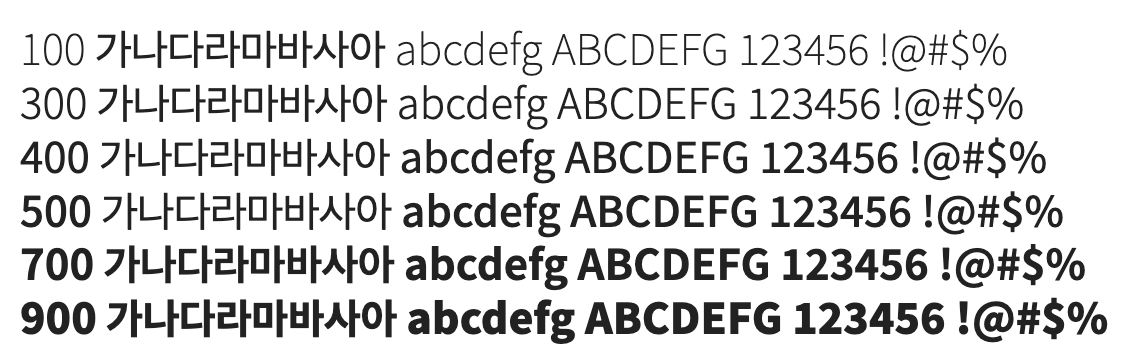 100 가나다라마바사아 abcdefg ABCDEFG 123456 !@#$%
300 가나다라마바사아 abcdefg ABCDEFG 123456 !@#$%
400 가나다라마바사아 abcdefg ABCDEFG 123456 !@#$%
500 가나다라마바사아 abcdefg ABCDEFG 123456 !@#$%
700 가나다라마바사아 abcdefg ABCDEFG 123456 !@#$%
900 가나다라마바사아 abcdefg ABCDEFG 123456 !@#$%